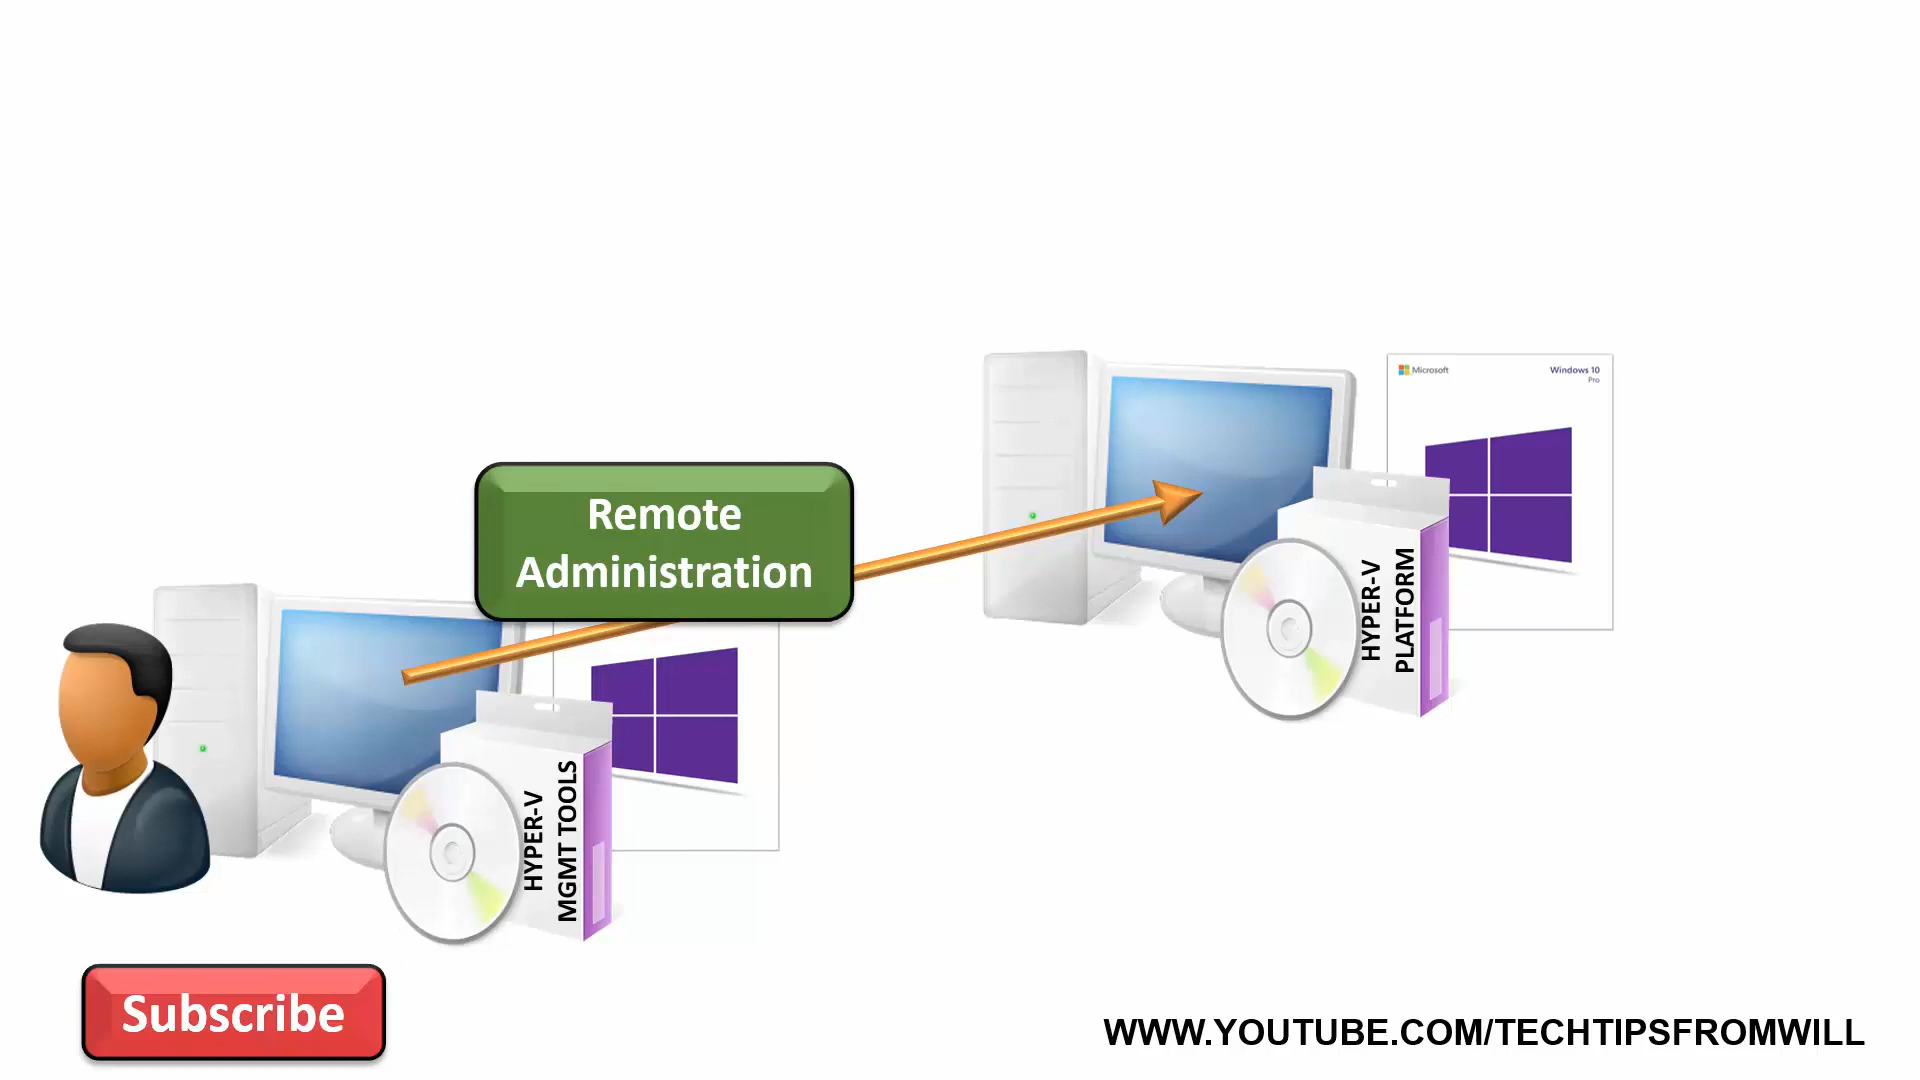 Microsoft
Windows 10
Pro
Remote
Administration
HYPER-V
PLATFORM
HYPER-V
MGMT TOOLS
Subscribe
WWW.YOUTUBE.COM/TECHTIPSFROMWILL